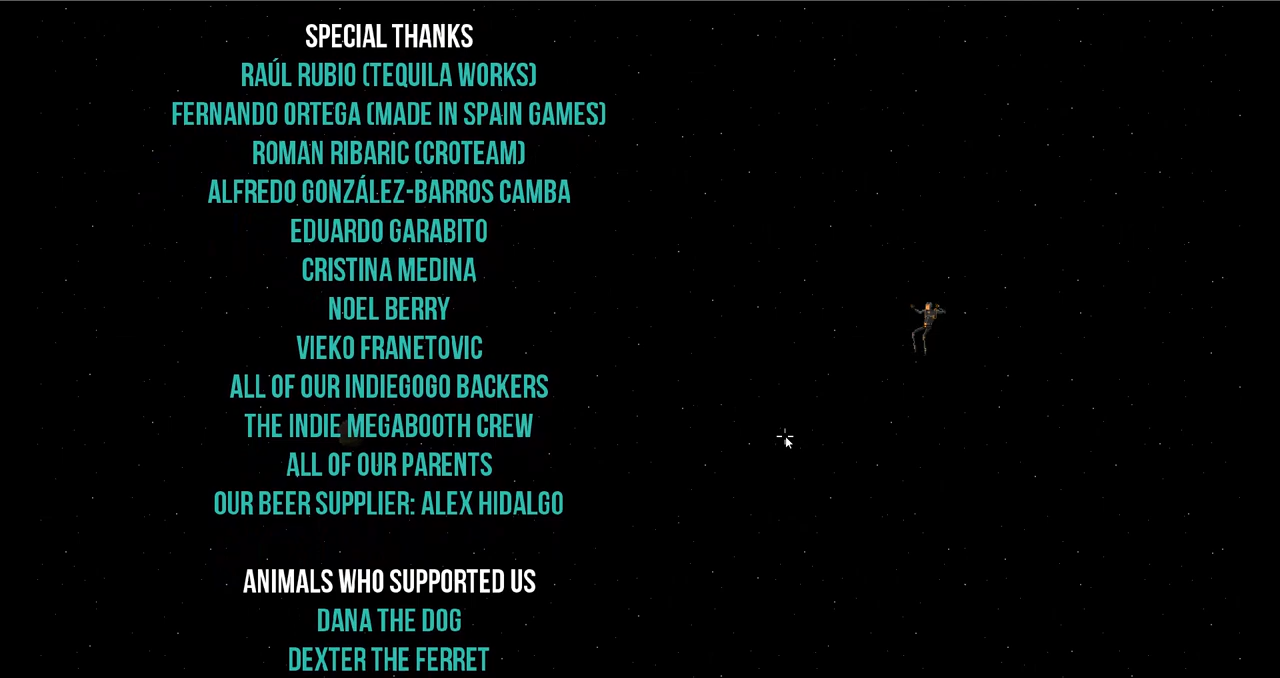 SPECIAL THANKS
RAÚL RUBIO (TEQUILA WORKS)
FERNANDO ORTEGA (MADE IN SPAIN GAMES)
ROMAN RIBARIC (CROTEAM)
ALFREDO GONZÁLEZ-BARROS CAMBA
EDUARDO GARABITO
CRISTINA MEDINA
NOEL BERRY
VIEKO FRANETOVIC
ALL OF OUR INDIEGOGO BACKERS
THE INDIE MEGABOOTH CREW
ALL OF OUR PARENTS
OUR BEER SUPPLIER: ALEX HIDALGO
ANIMALS WHO SUPPORTED US
DANA THE DOG
DEXTER THE FERRET